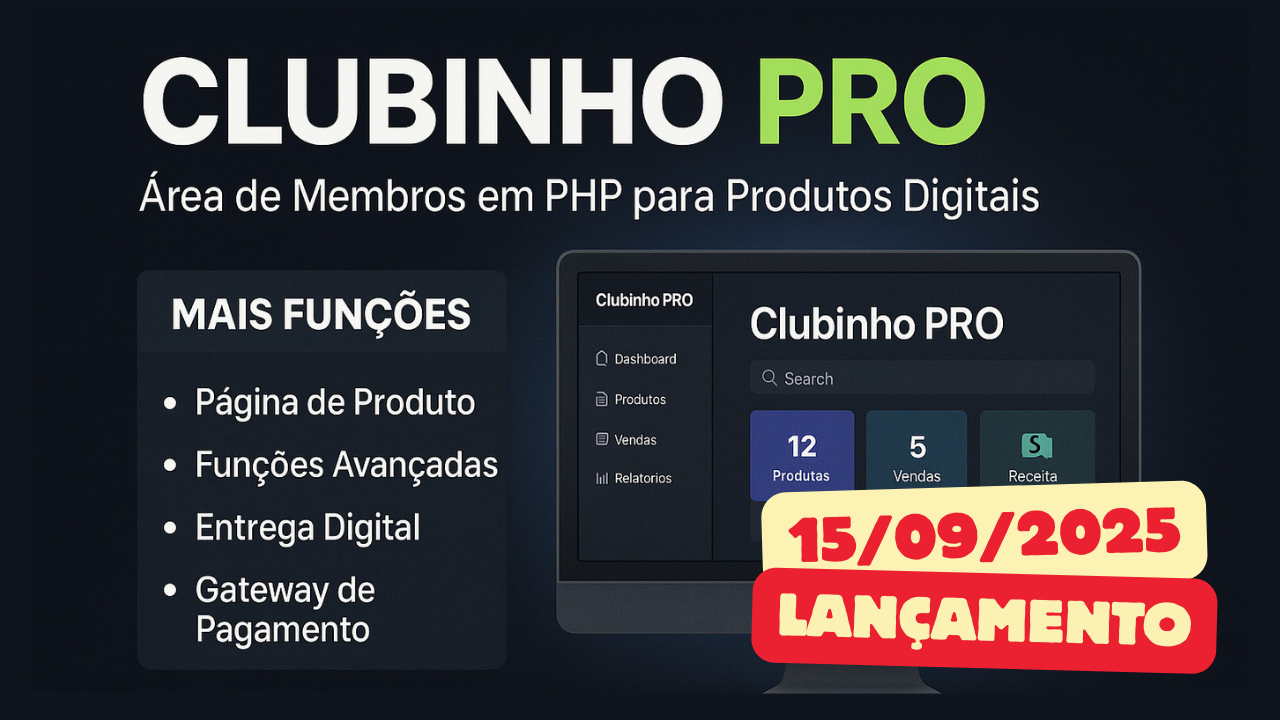 CLUBINHO PRO
Área de Membros em PHP para Produtos Digitais
MAIS FUNÇÕES
• Página de Produto
• Funções Avançadas
• Entrega Digital
• Gateway de
Pagamento
Clubinho PRO
Dashboard
Produtos
Vendas
Relatorios
Clubinho PRO
Search
12
Produtas
5
Vendas
S
Receita
15/09/2025
LANÇAMENTO